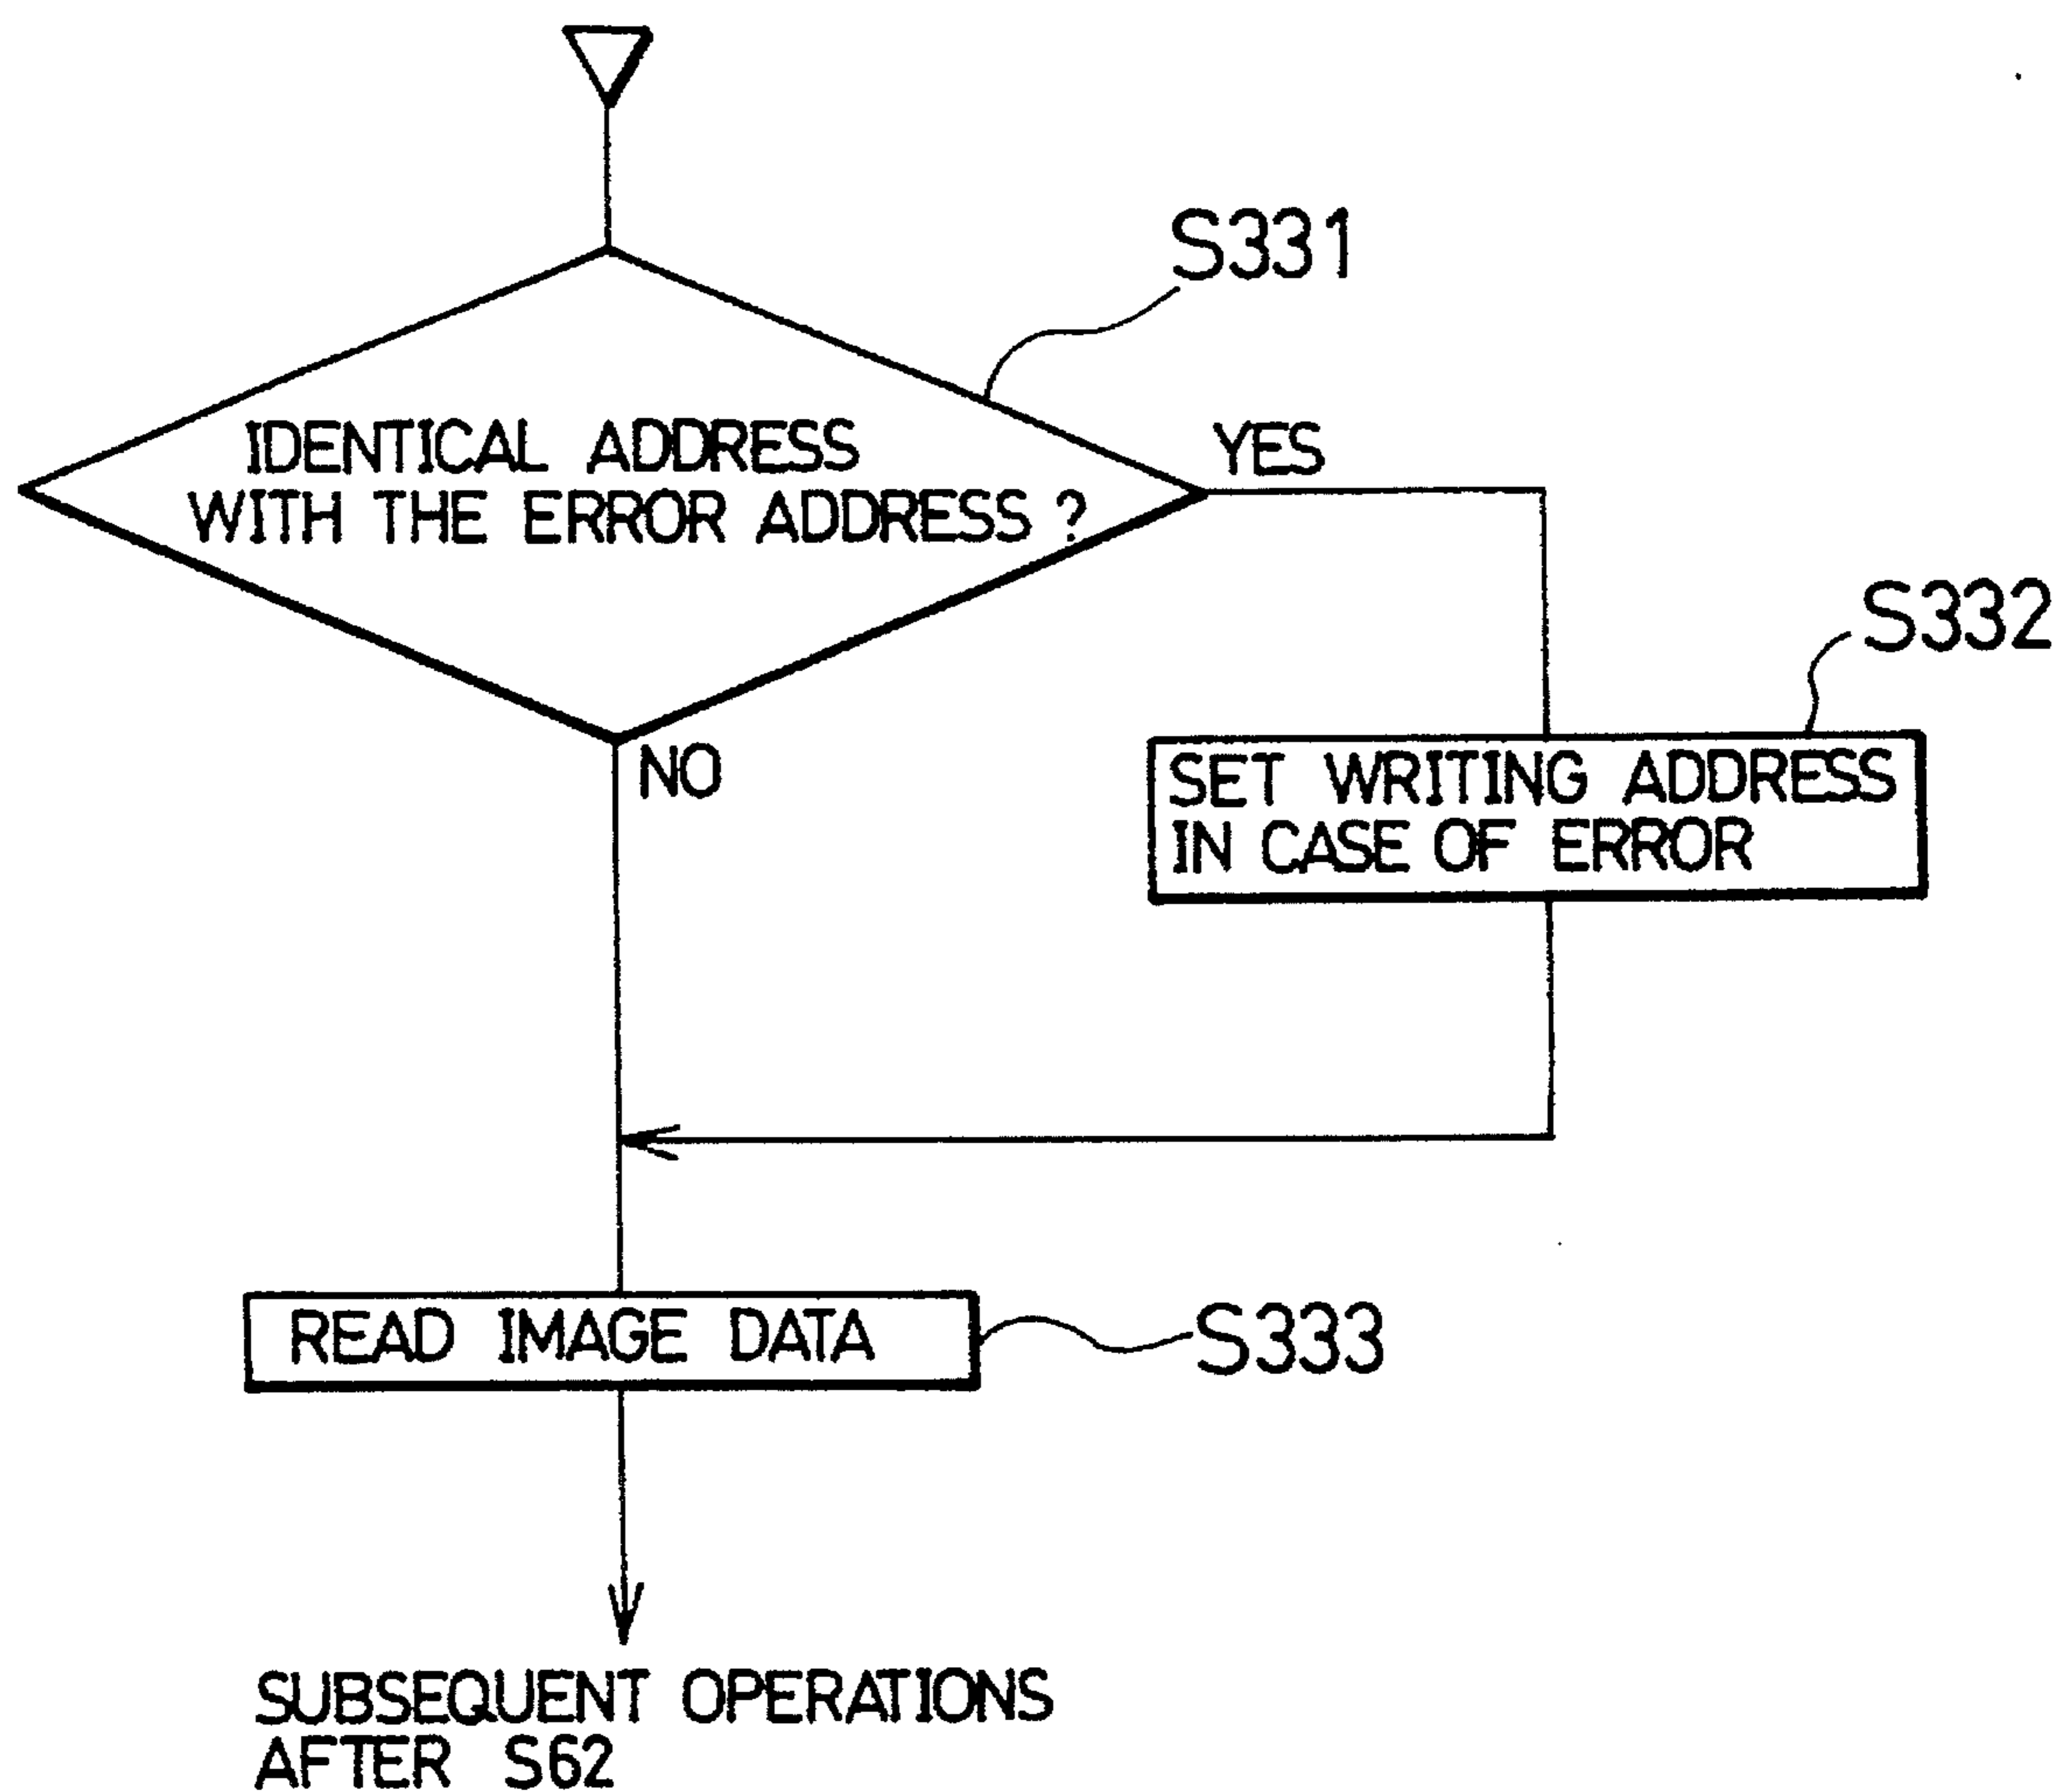 S331
IDENTICAL ADDRESS
WITH THE ERROR ADDRESS ?
YES
S332
NO
SET WRITING ADDRESS
IN CASE OF ERROR
READ IMAGE DATA
S333
SUBSEQUENT OPERATIONS
AFTER S62